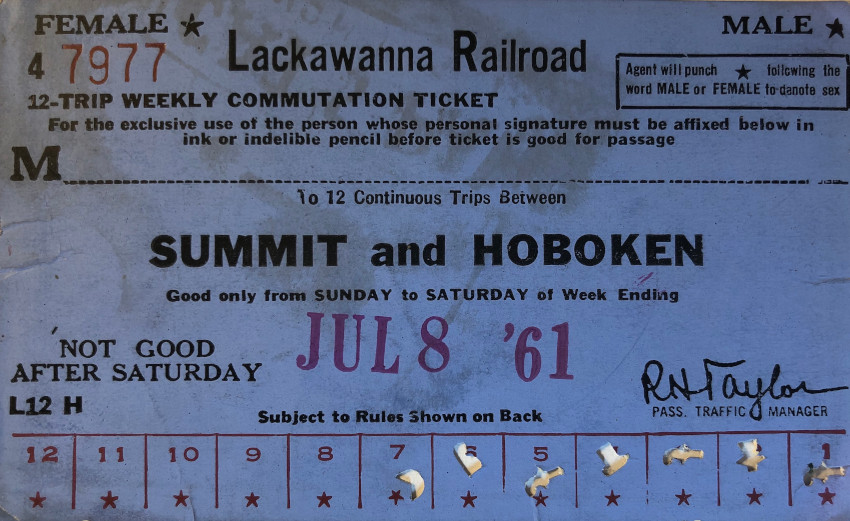 FEMALE ★ Lackawanna Railroad MALE ★
4 7977
Agent will punch ★ following the
word MALE or FEMALE to denote sex
12-TRIP WEEKLY COMMUTATION TICKET
For the exclusive use of the person whose personal signature must be affixed below in
ink or indelible pencil before ticket is good for passage
M
To 12 Continuous Trips Between
SUMMIT and HOBOKEN
Good only from SUNDAY to SATURDAY of Week Ending
JUL 8 '61
NOT GOOD
AFTER SATURDAY
L12 H
RH Taylor
PASS. TRAFFIC MANAGER
Subject to Rules Shown on Back
12 11 10 9 8 7 5 1
★ ★ ★ ★ ★ ★ ★ ★ ★ ★ ★ ★